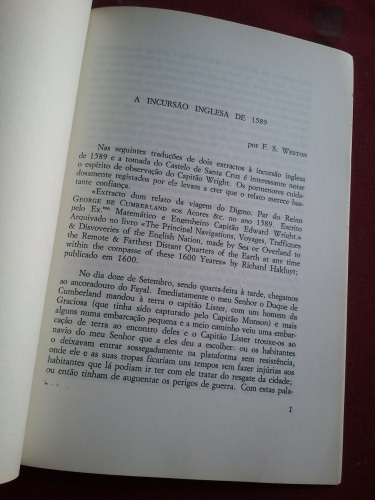 A INCURSÃO INGLESA DE 1589
por F. S. WESTON
Nas seguintes traduções de dois extractos à incursão inglesa
de 1589 e a tomada do Castelo de Santa Cruz é interessante notar
o espírito de observação do Capitão Wright. Os pormenores cuida-
dosamente registados por ele levam a crer que o relato merece bas-
tante confiança.
«Extracto dum relato da viagem do Digmo. Par do Reino
GEORGE DE CUMBERLAND aos Açores &c. no ano 1589. Escrito
pelo Ex.mo Matemático e Engenheiro Capitão Edward Wright.»
Arquivado no livro «The Principal Navigations, Voyages, Traffiques
& Disvoveries of the English Nation, made by Sea or Overland to
the Remote & Farthest Distant Quarters of the Earth at any time
within the compasse of these 1600 Yeares» by Richard Hakluyt;
publicado em 1600.
No dia doze de Setembro, sendo quarta-feira à tarde, chegamos
ao ancoradouro do Fayal. Imediatamente o meu Senhor o Duque de
Cumberland mandou à terra o capitão Lister, com um homem da
Graciosa (que tinha sido capturado pelo Capitão Munson) e mais
alguns numa embarcação pequena e a meio caminho veiu uma embar-
cação de terra ao encontro deles e o Capitão Lister trouxe-os ao
navio do meu Senhor que a eles deu a escolher: ou os habitantes
o deixavam entrar sossegadamente na plataforma sem resistência,
onde ele e as suas tropas ficariam uns tempos sem fazer injúrias aos
habitantes que lá podiam ir ter com ele tratar do resgate da cidade;
ou então tinham de auguentar os perigos de guerra. Com estas pala-
1